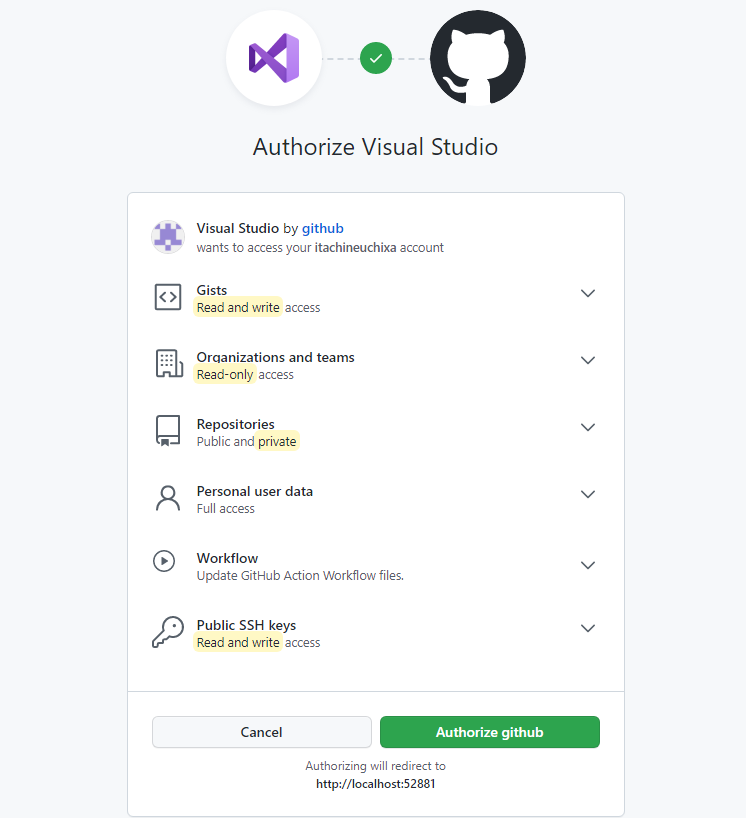 Authorize Visual Studio
Visual Studio by github
wants to access your itachineuchixa account
Gists
Read and write access
Organizations and teams
Read-only access
Repositories
Public and private
Personal user data
Full access
Workflow
Update GitHub Action Workflow files.
Public SSH keys
Read and write access
Cancel
Authorize github
Authorizing will redirect to
http://localhost:52881